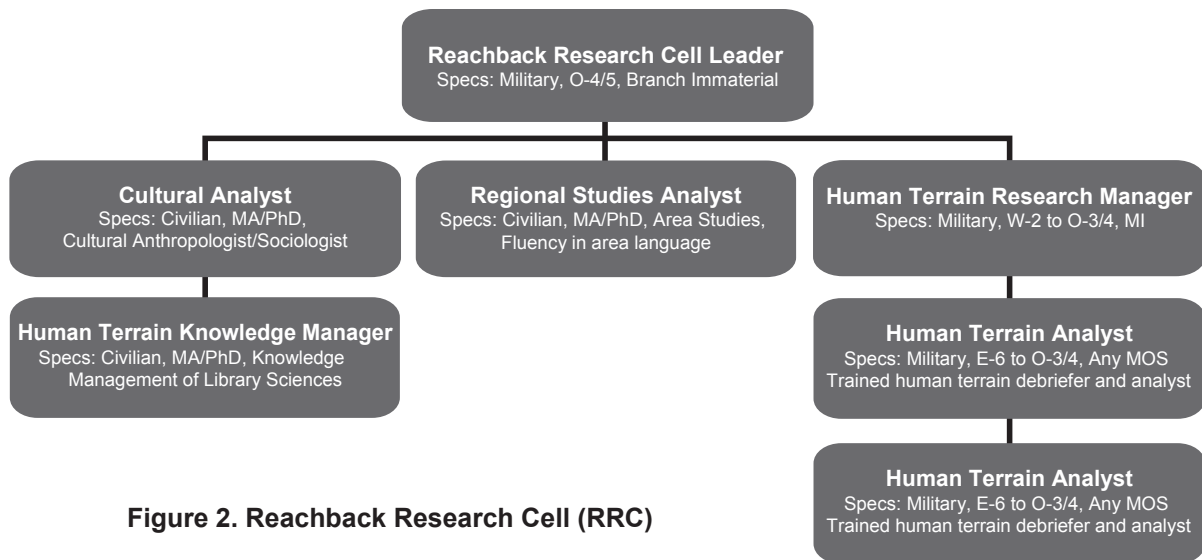 Reachback Research Cell Leader
Specs: Military, O-4/5, Branch Immaterial
Cultural Analyst
Specs: Civilian, MA/PhD,
Cultural Anthropologist/Sociologist
Regional Studies Analyst
Specs: Civilian, MA/PhD, Area Studies,
Fluency in area language
Human Terrain Research Manager
Specs: Military, W-2 to O-3/4, MI
Human Terrain Knowledge Manager
Specs: Civilian, MA/PhD, Knowledge
Management of Library Sciences
Human Terrain Analyst
Specs: Military, E-6 to O-3/4, Any MOS
Trained human terrain debriefer and analyst
Human Terrain Analyst
Specs: Military, E-6 to O-3/4, Any MOS
Trained human terrain debriefer and analyst
Figure 2. Reachback Research Cell (RRC)